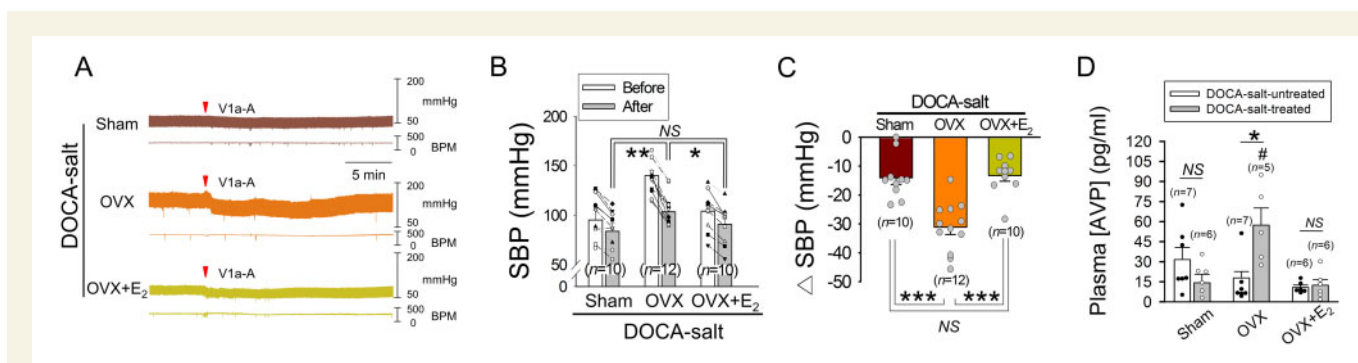 A
V1a-A
Sham
200
mmHg
50
500
BPM
0
5 min
V1a-A
OVX
200
mmHg
50
500
BPM
0
V1a-A
OVX+E2
200
mmHg
50
500
BPM
0
DOCA-salt
B
Before
After
SBP (mmHg)
200
150
100
50
0
NS
** *
(n=10) (n=12) (n=10)
Sham OVX OVX+E2
DOCA-salt
C
DOCA-salt
Sham OVX OVX+E2
△ SBP (mmHg)
0
-10
-20
-30
-40
-50
(n=10) (n=12) (n=10)
*** ***
NS
D
DOCA-salt-untreated
DOCA-salt-treated
Plasma [AVP] (pg/ml)
120
105
90
75
60
45
30
15
0
NS
(n=7)
(n=6)
*
#
(n=5)
(n=7)
NS
(n=6)
(n=6)
Sham OVX OVX+E2